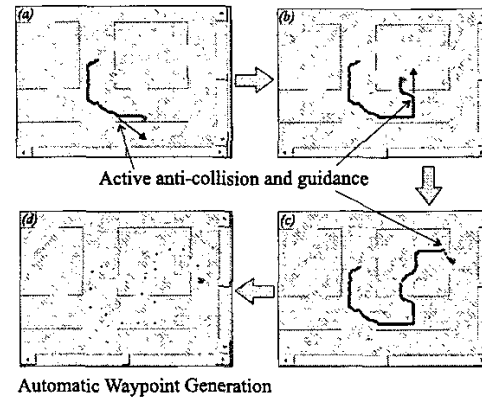 (a)
(b)
Active anti-collision and guidance
(d)
(c)
Automatic Waypoint Generation